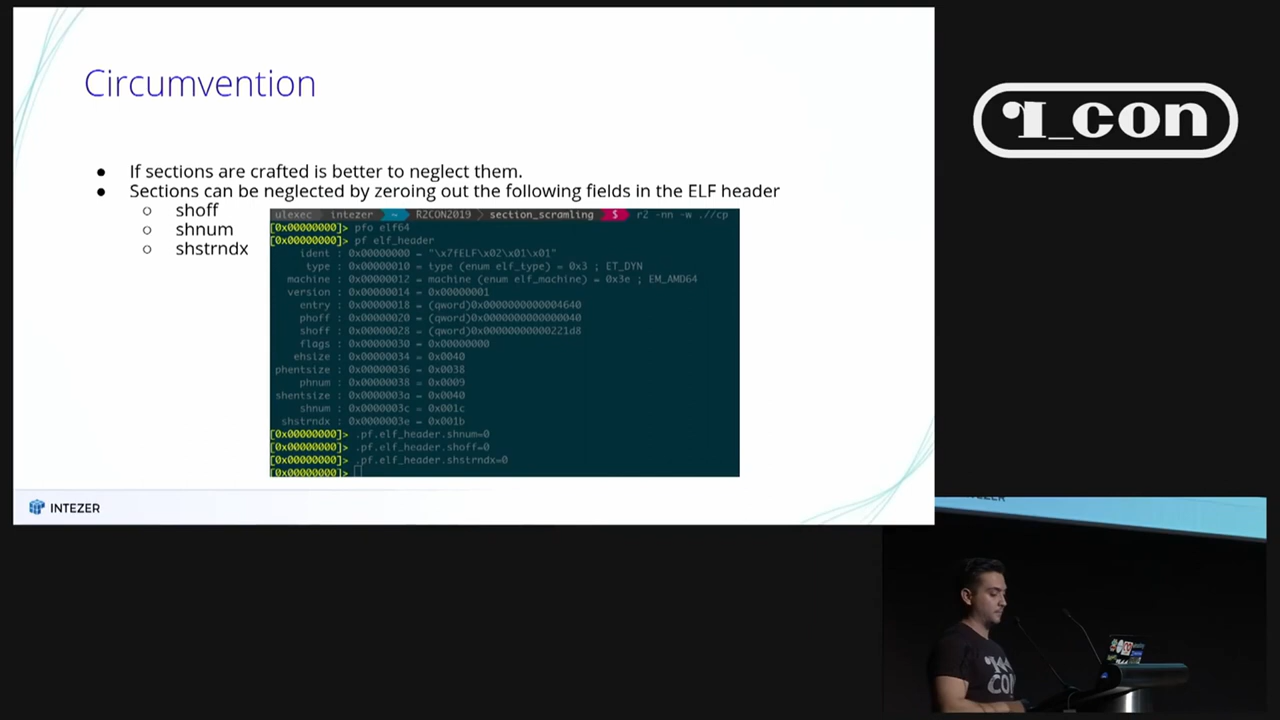 Circumvention
● If sections are crafted is better to neglect them.
● Sections can be neglected by zeroing out the following fields in the ELF header
○ shoff
○ shnum
○ shstrndx
ulexec intezer ~ R2CON2019 section_scramling $ r2 -nn -w .//cp
[0x00000000]> pfo elf64
[0x00000000]> pf elf_header
ident : 0x00000000 = "\x7fELF\x02\x01\x01"
type : 0x00000010 = type (enum elf_type) = 0x3 ; ET_DYN
machine : 0x00000012 = machine (enum elf_machine) = 0x3e ; EM_AMD64
version : 0x00000014 = 0x00000001
entry : 0x00000018 = (qword)0x0000000000004640
phoff : 0x00000020 = (qword)0x0000000000000040
shoff : 0x00000028 = (qword)0x00000000000221d8
flags : 0x00000030 = 0x00000000
ehsize : 0x00000034 = 0x0040
phentsize : 0x00000036 = 0x0038
phnum : 0x00000038 = 0x0009
shentsize : 0x0000003a = 0x0040
shnum : 0x0000003c = 0x001c
shstrndx : 0x0000003e = 0x001b
[0x00000000]> .pf.elf_header.shnum=0
[0x00000000]> .pf.elf_header.shoff=0
[0x00000000]> .pf.elf_header.shstrndx=0
[0x00000000]>
INTEZER
r2_con